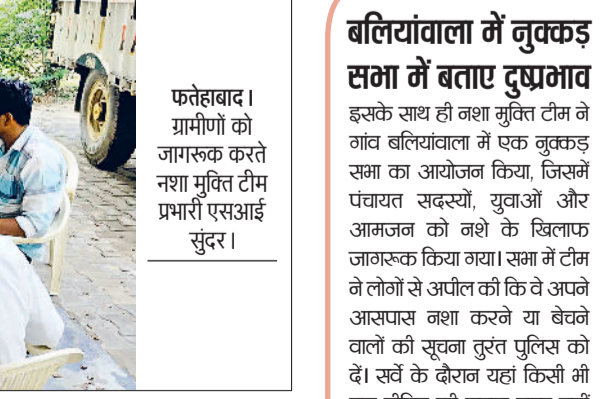 फतेहाबाद।
ग्रामीणों को
जागरूक करते
नशा मुक्ति टीम
प्रभारी एसआई
सुंदर।
बलियांवाला में नुक्कड़
सभा में बताए दुष्प्रभाव
इसके साथ ही नशा मुक्ति टीम ने
गांव बलियांवाला में एक नुक्कड़
सभा का आयोजन किया, जिसमें
पंचायत सदस्यों, युवाओं और
आमजन को नशे के खिलाफ
जागरूक किया गया। सभा में टीम
ने लोगों से अपील की कि वे अपने
आसपास नशा करने या बेचने
वालों की सूचना तुरंत पुलिस को
दें। सर्वे के दौरान यहां किसी भी